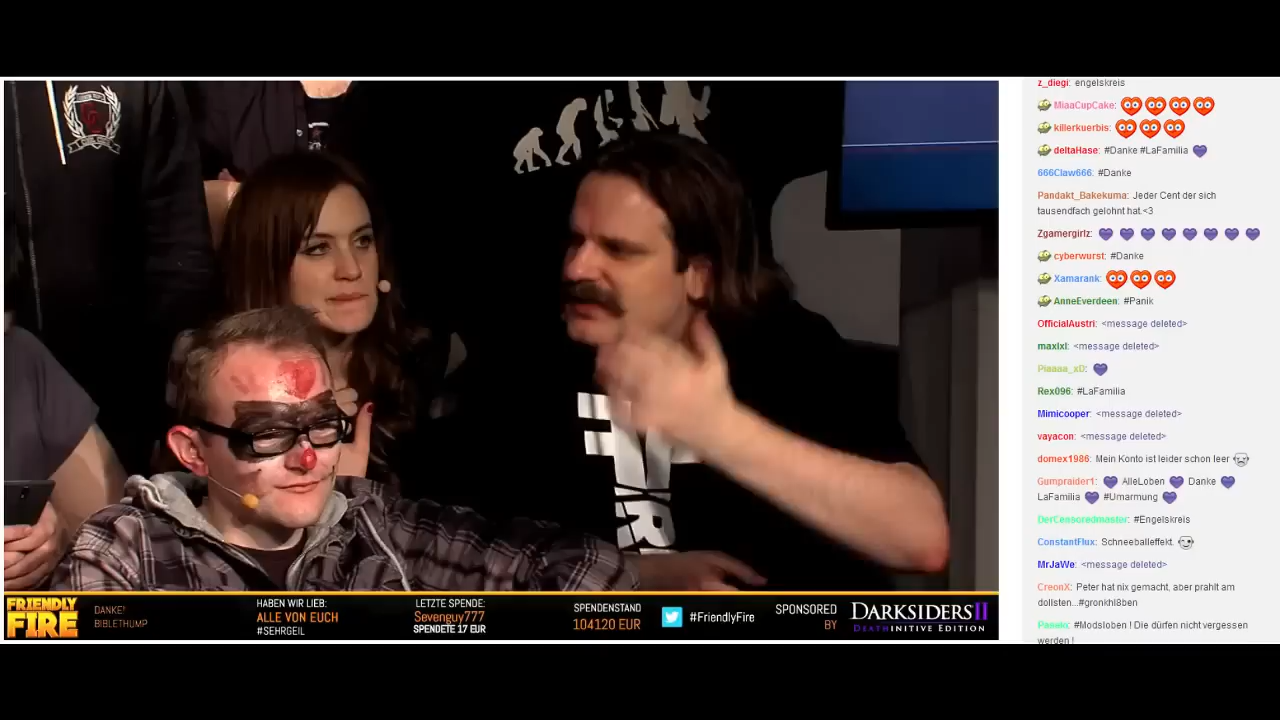 FRIENDLY
FIRE
DANKE!
BIBLETHUMP
HABEN WIR LIEB:
ALLE VON EUCH
#SEHRGEIL
LETZTE SPENDE:
Sevenguy777
SPENDETE 17 EUR
SPENDENSTAND
104120 EUR
#FriendlyFire
SPONSORED
BY
DARKSIDERS II
DEATHINITIVE EDITION
z_diegi: engelskreis
MiaaCupCake:
killerkuerbis:
deltaHase: #Danke #LaFamilia
666Claw666: #Danke
Pandakt_Bakekuma: Jeder Cent der sich
tausendfach gelohnt hat.<3
Zgamergirlz:
cyberwurst: #Danke
Xamarank:
AnneEverdeen: #Panik
OfficialAustri: <message deleted>
maxlxl: <message deleted>
Piaaaa_xD:
Rex096: #LaFamilia
Mimicooper: <message deleted>
vayacon: <message deleted>
domex1986: Mein Konto ist leider schon leer
Gumpraider1: AlleLoben Danke
LaFamilia #Umarmung
DerCensoredmaster: #Engelskreis
ConstantFlux: Schneeballeffekt.
MrJaWe: <message deleted>
CreonX: Peter hat nix gemacht, aber prahlt am
dollsten...#gronkhl8ben
#Modsloben ! Die dürfen nicht vergessen
werden !